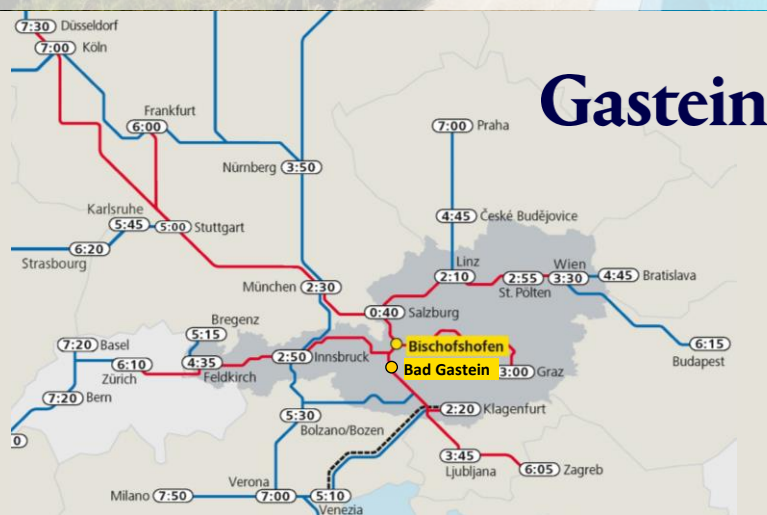 Gastein
7:30 Düsseldorf
7:00 Köln
Frankfurt
6:00
7:00 Praha
Nürnberg 3:50
Karlsruhe
5:45
5:00 Stuttgart
4:45 České Budějovice
6:20
Strasbourg
Linz
2:10
2:55
St. Pölten
Wien
3:30
4:45 Bratislava
München 2:30
0:40 Salzburg
Bregenz
5:15
7:20 Basel
Bischofshofen
6:15
Budapest
6:10
Zürich
4:35
Feldkirch
2:50 Innsbruck
Bad Gastein
3:00 Graz
7:20 Bern
5:30
Bolzano/Bozen
2:20 Klagenfurt
0
3:45
Ljubljana
6:05 Zagreb
Verona
Milano 7:50
7:00
5:10
Venezia